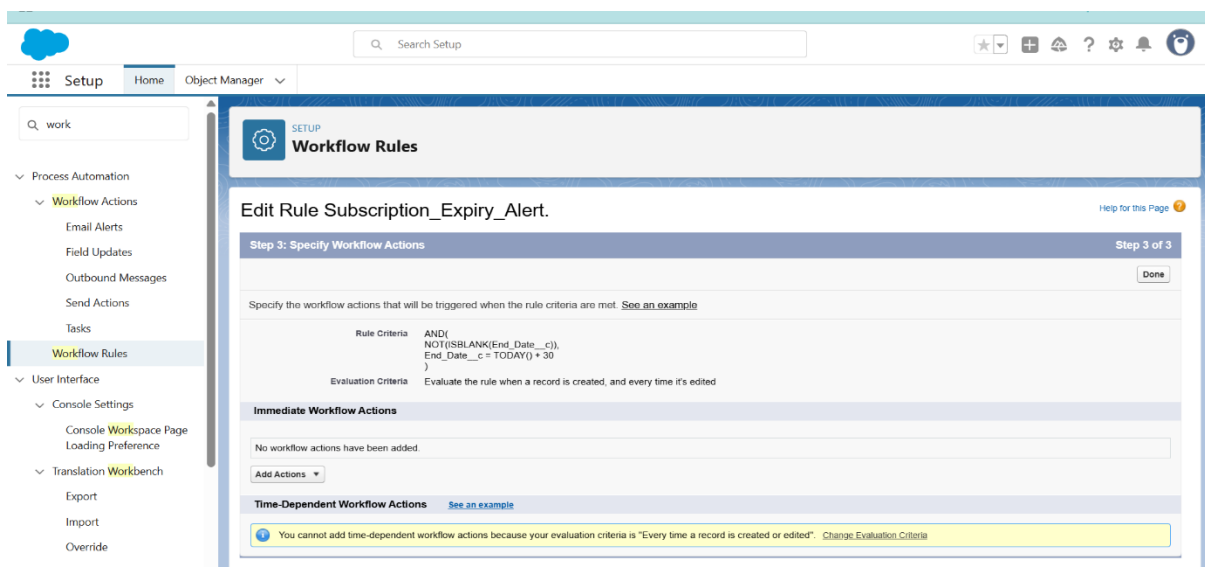 Search Setup
Setup
Home
Object Manager
work
Process Automation
Workflow Actions
Email Alerts
Field Updates
Outbound Messages
Send Actions
Tasks
Workflow Rules
User Interface
Console Settings
Console Workspace Page
Loading Preference
Translation Workbench
Export
Import
Override
SETUP
Workflow Rules
Edit Rule Subscription_Expiry_Alert.
Help for this Page
Step 3: Specify Workflow Actions
Step 3 of 3
Done
Specify the workflow actions that will be triggered when the rule criteria are met. See an example
Rule Criteria
AND(
NOT(ISBLANK(End_Date__c)),
End_Date__c = TODAY() + 30
)
Evaluation Criteria
Evaluate the rule when a record is created, and every time it's edited
Immediate Workflow Actions
No workflow actions have been added.
Add Actions
Time-Dependent Workflow Actions
See an example
You cannot add time-dependent workflow actions because your evaluation criteria is "Every time a record is created or edited". Change Evaluation Criteria